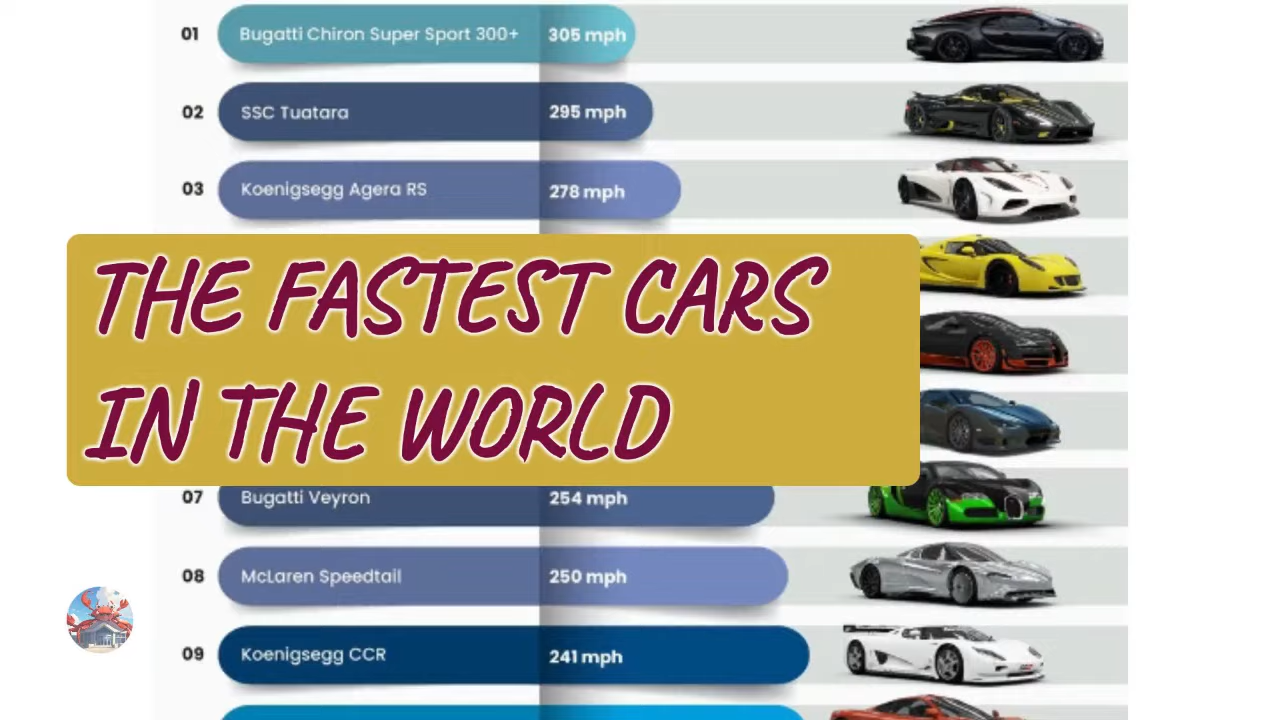 01 Bugatti Chiron Super Sport 300+ 305 mph
02 SSC Tuatara 295 mph
03 Koenigsegg Agera RS 278 mph
THE FASTEST CARS
IN THE WORLD
07 Bugatti Veyron 254 mph
08 McLaren Speedtail 250 mph
09 Koenigsegg CCR 241 mph